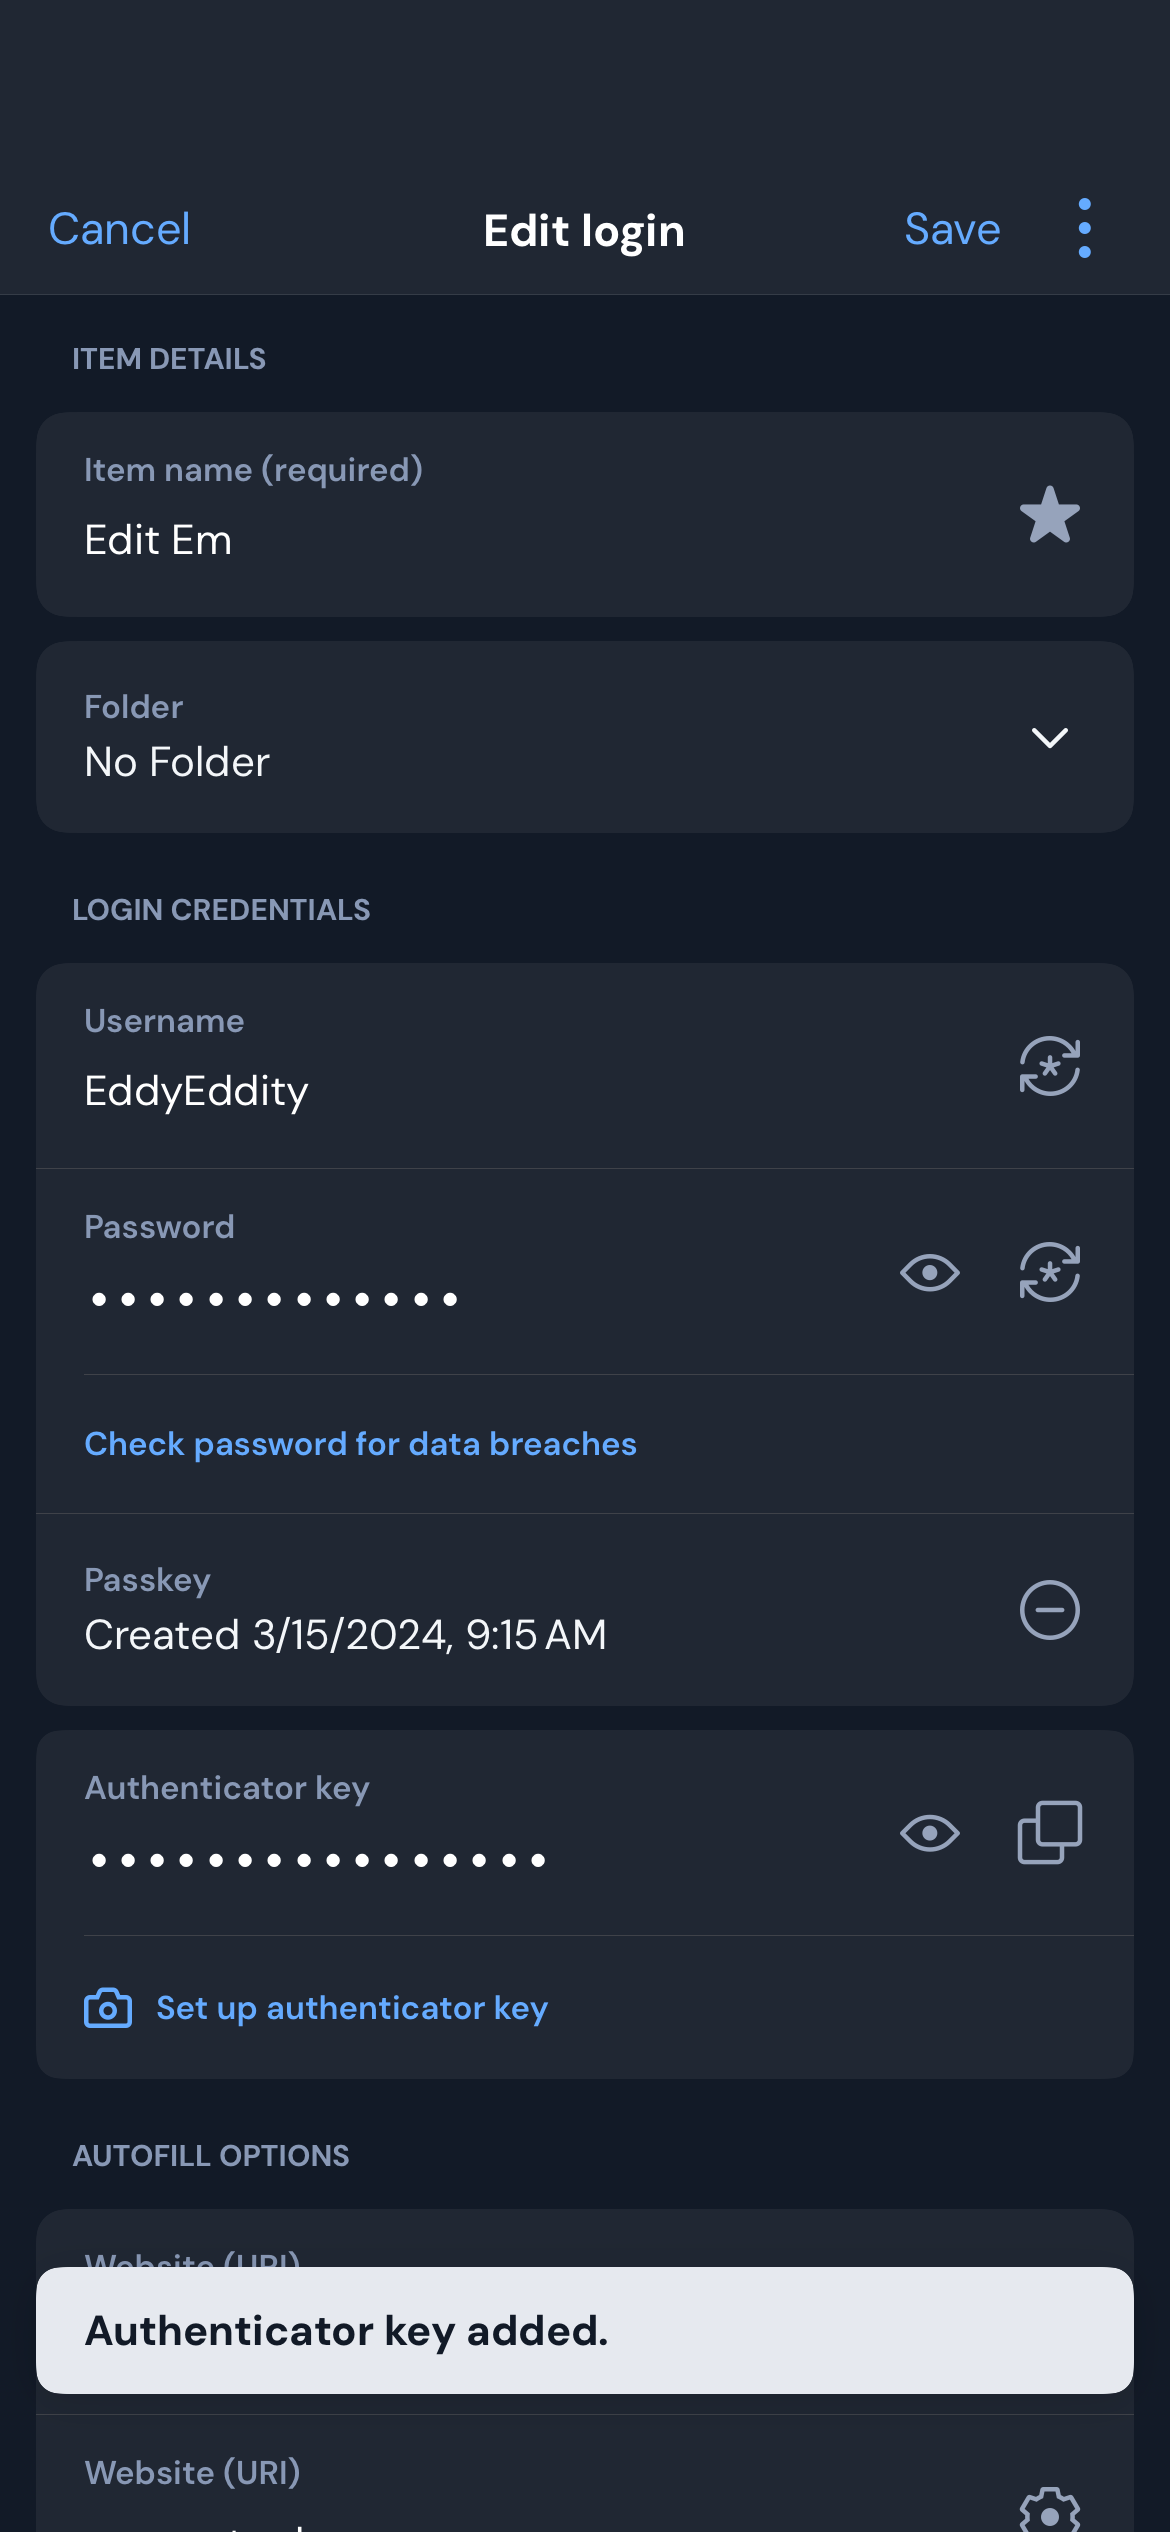 Cancel
Edit login
Save
ITEM DETAILS
Item name (required)
Edit Em
Folder
No Folder
LOGIN CREDENTIALS
Username
EddyEddity
Password
•••••••••••••
Check password for data breaches
Passkey
Created 3/15/2024, 9:15 AM
Authenticator key
••••••••••••••••
Set up authenticator key
AUTOFILL OPTIONS
Website (URI)
Authenticator key added.
Website (URI)